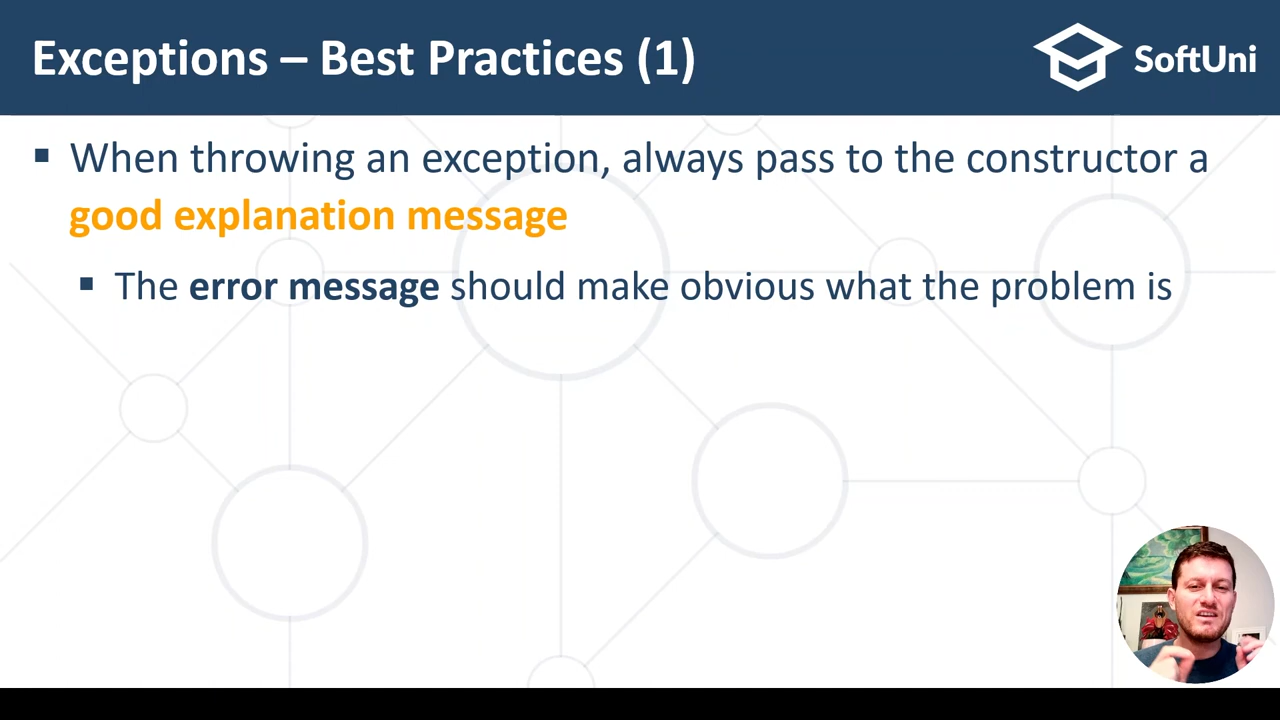 Exceptions – Best Practices (1)
SoftUni
▪ When throwing an exception, always pass to the constructor a
good explanation message
▪ The error message should make obvious what the problem is